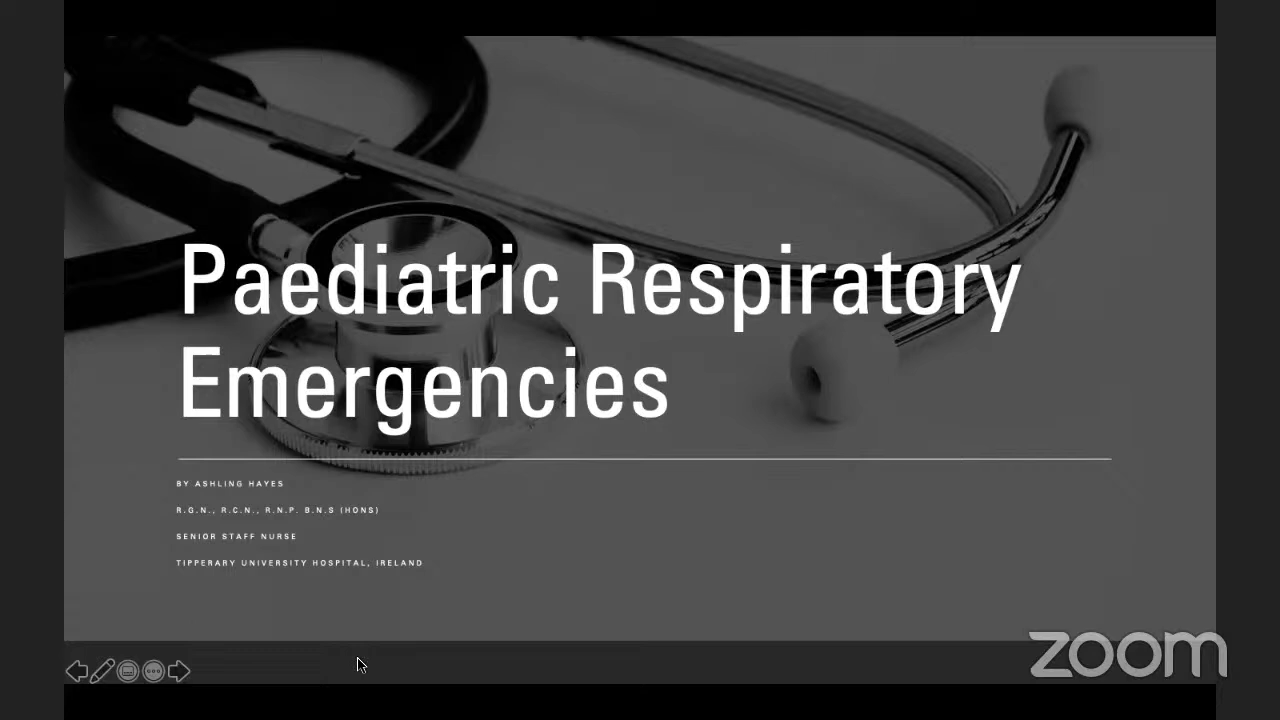 Paediatric Respiratory
Emergencies
BY ASHLING HAYES
R.G.N., R.C.N., R.N.P. B.N.S (HONS)
SENIOR STAFF NURSE
TIPPERARY UNIVERSITY HOSPITAL, IRELAND
zoom